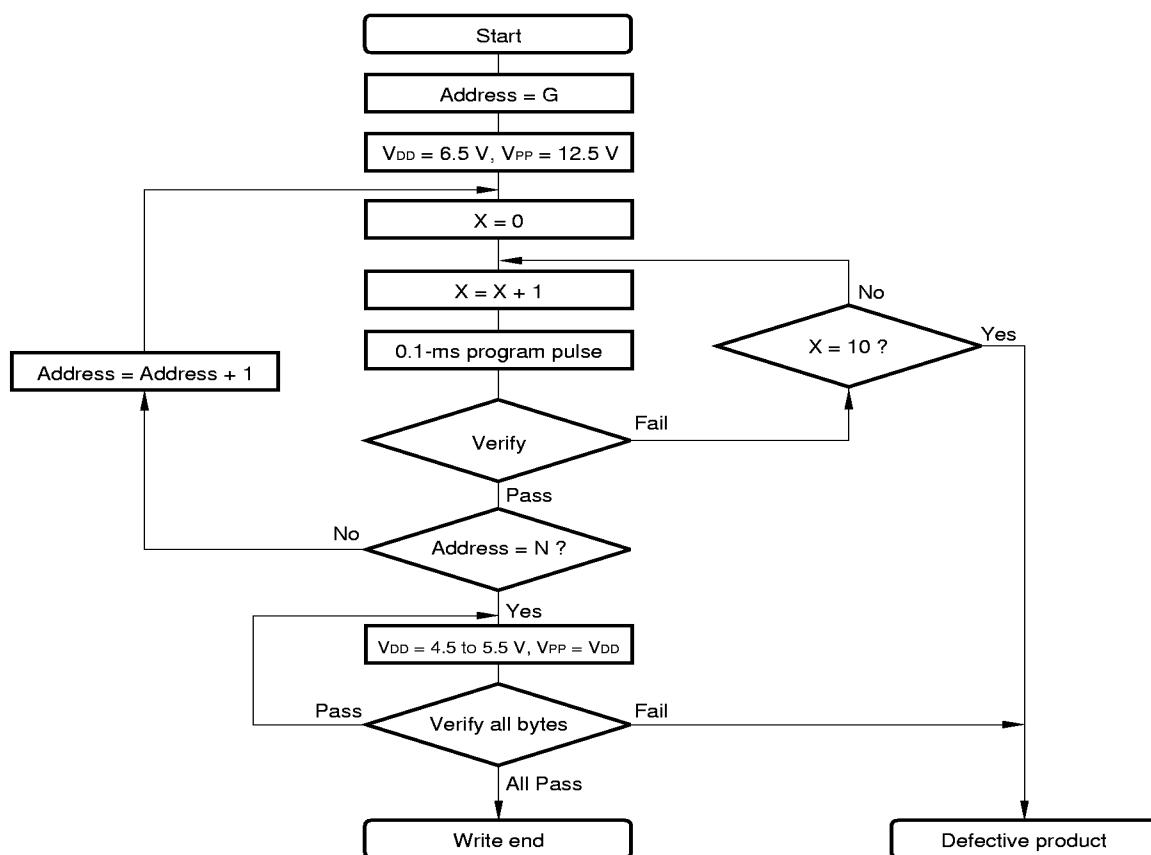 Start
Address = G
VDD = 6.5 V, VPP = 12.5 V
X = 0
X = X + 1
No
Yes
0.1-ms program pulse
X = 10 ?
Address = Address + 1
Fail
Verify
Pass
No
Address = N ?
Yes
VDD = 4.5 to 5.5 V, VPP = VDD
Pass
Fail
Verify all bytes
All Pass
Write end
Defective product